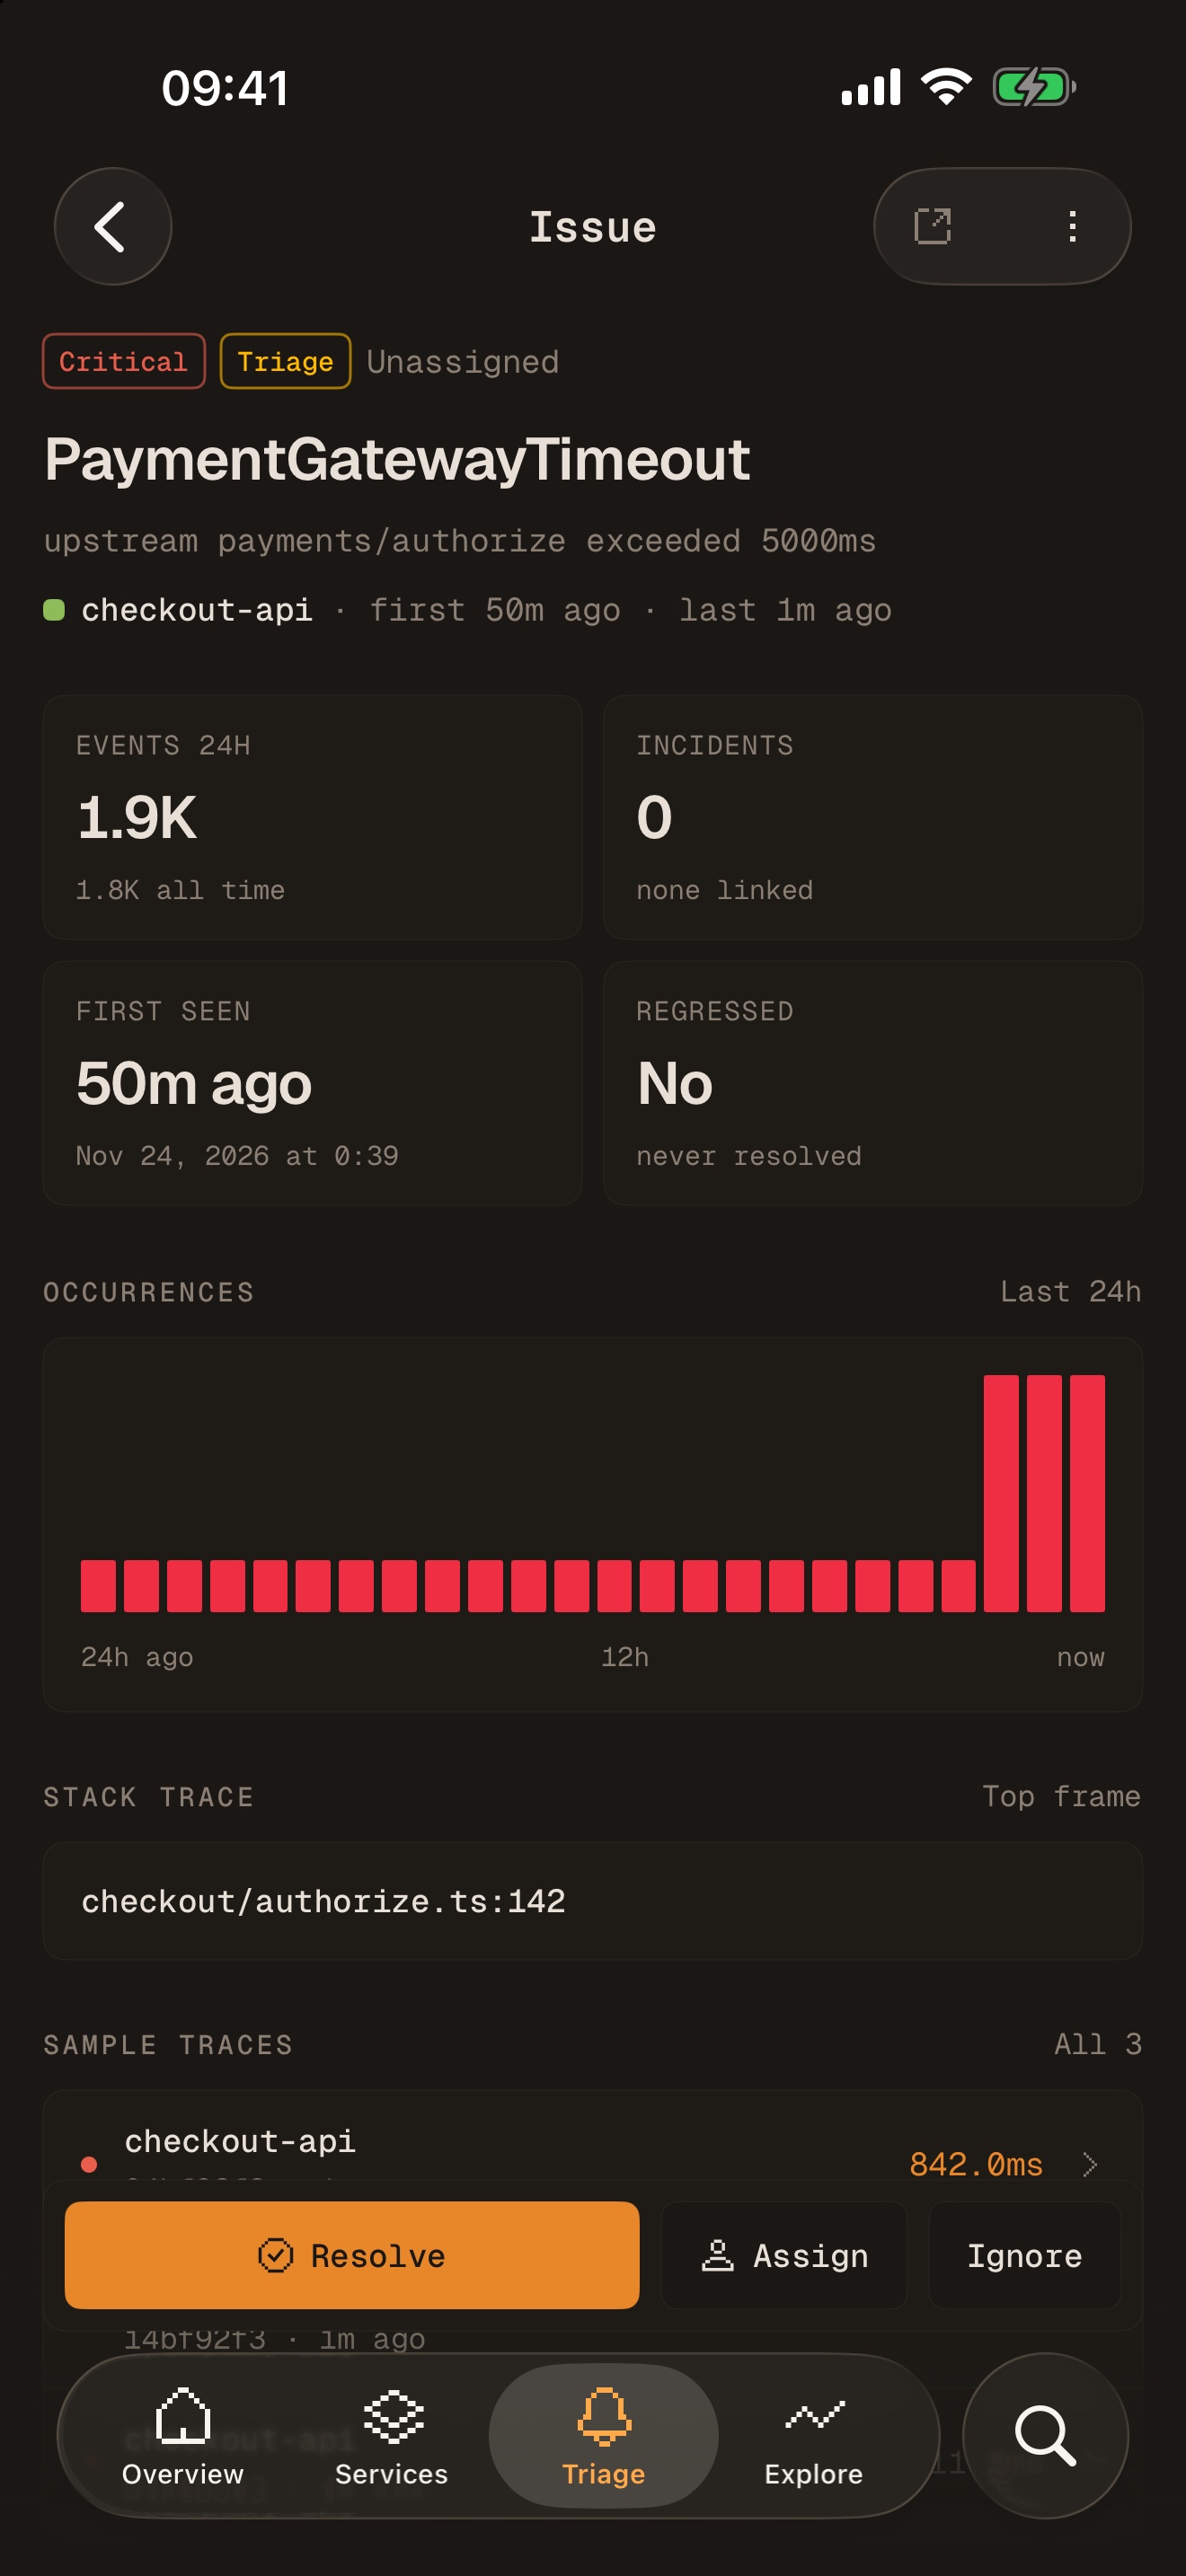 09:41
Issue
Critical Triage Unassigned
PaymentGatewayTimeout
upstream payments/authorize exceeded 5000ms
checkout-api · first 50m ago · last 1m ago
EVENTS 24H
1.9K
1.8K all time
INCIDENTS
0
none linked
FIRST SEEN
50m ago
Nov 24, 2026 at 0:39
REGRESSED
No
never resolved
OCCURRENCES Last 24h
24h ago 12h now
STACK TRACE Top frame
checkout/authorize.ts:142
SAMPLE TRACES All 3
checkout-api
842.0ms
Resolve Assign Ignore
14bf92f3 · 1m ago
checkout-api
Overview Services Triage Explore